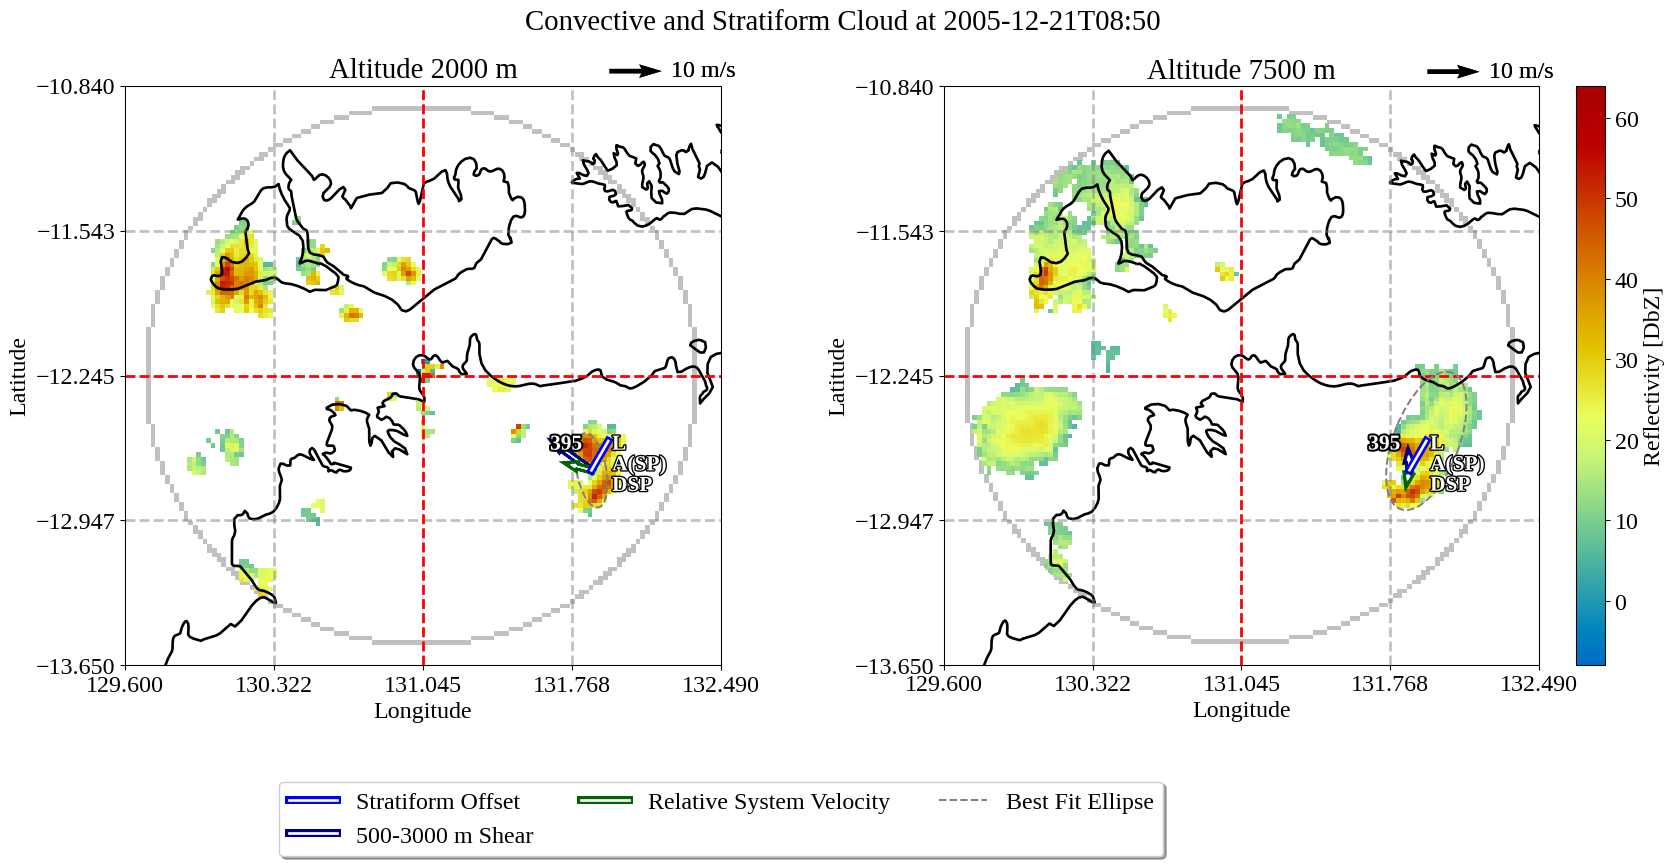 Convective and Stratiform Cloud at 2005-12-21T08:50
Altitude 2000 m
10 m/s
−10.840
−11.543
−12.245
−12.947
−13.650
129.600
130.322
131.045
131.768
132.490
Latitude
Longitude
395
L
A(SP)
DSP
Altitude 7500 m
10 m/s
−10.840
−11.543
−12.245
−12.947
−13.650
129.600
130.322
131.045
131.768
132.490
Latitude
Longitude
395
L
A(SP)
DSP
60
50
40
30
20
10
0
Reflectivity [DbZ]
Stratiform Offset
500-3000 m Shear
Relative System Velocity
Best Fit Ellipse